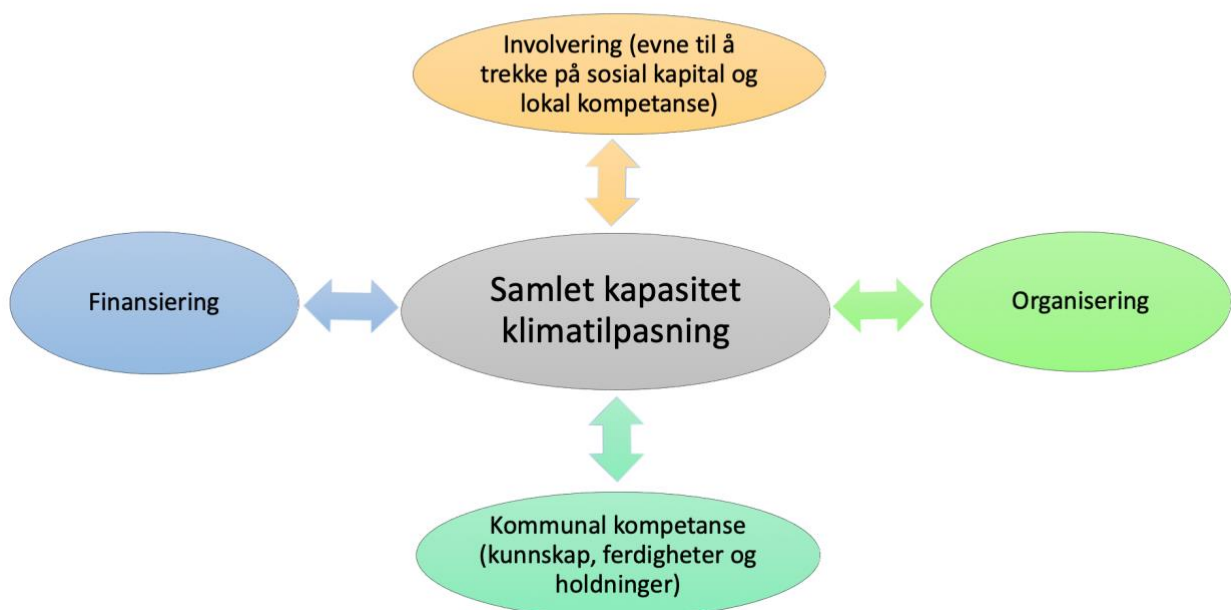 Involvering (evne til å
trekke på sosial kapital og
lokal kompetanse)
Finansiering
Samlet kapasitet
klimatilpasning
Organisering
Kommunal kompetanse
(kunnskap, ferdigheter og
holdninger)